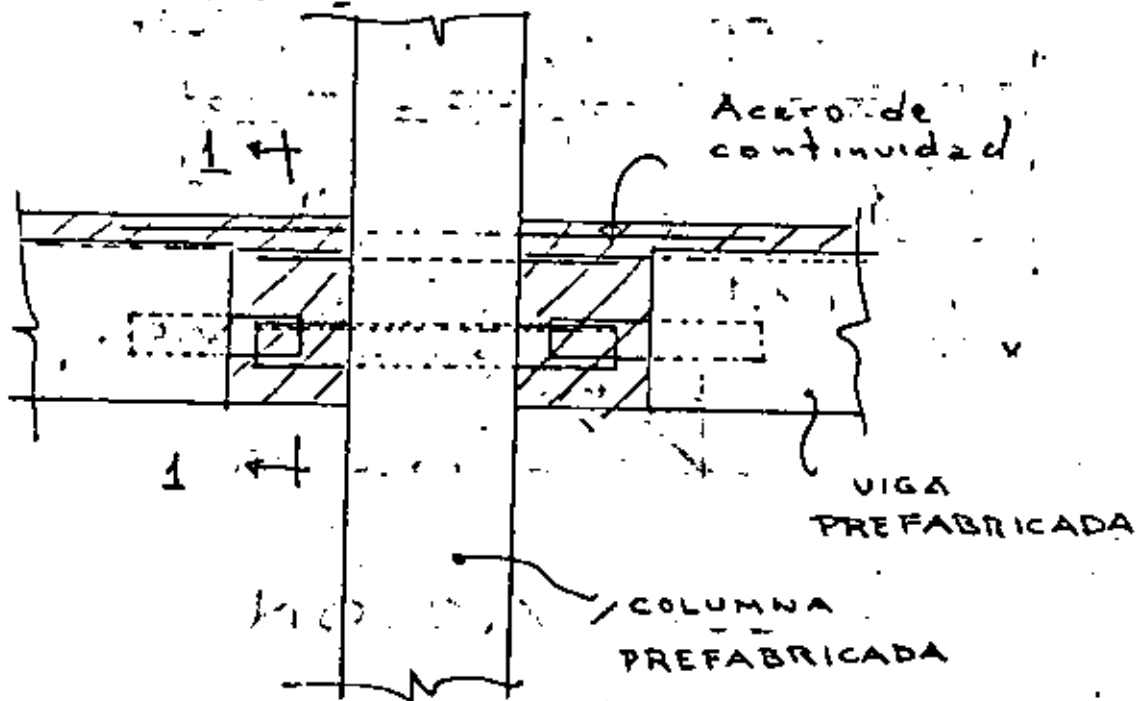 1
Acero de
continuidad
1
VIGA
PREFABRICADA
COLUMNA
PREFABRICADA